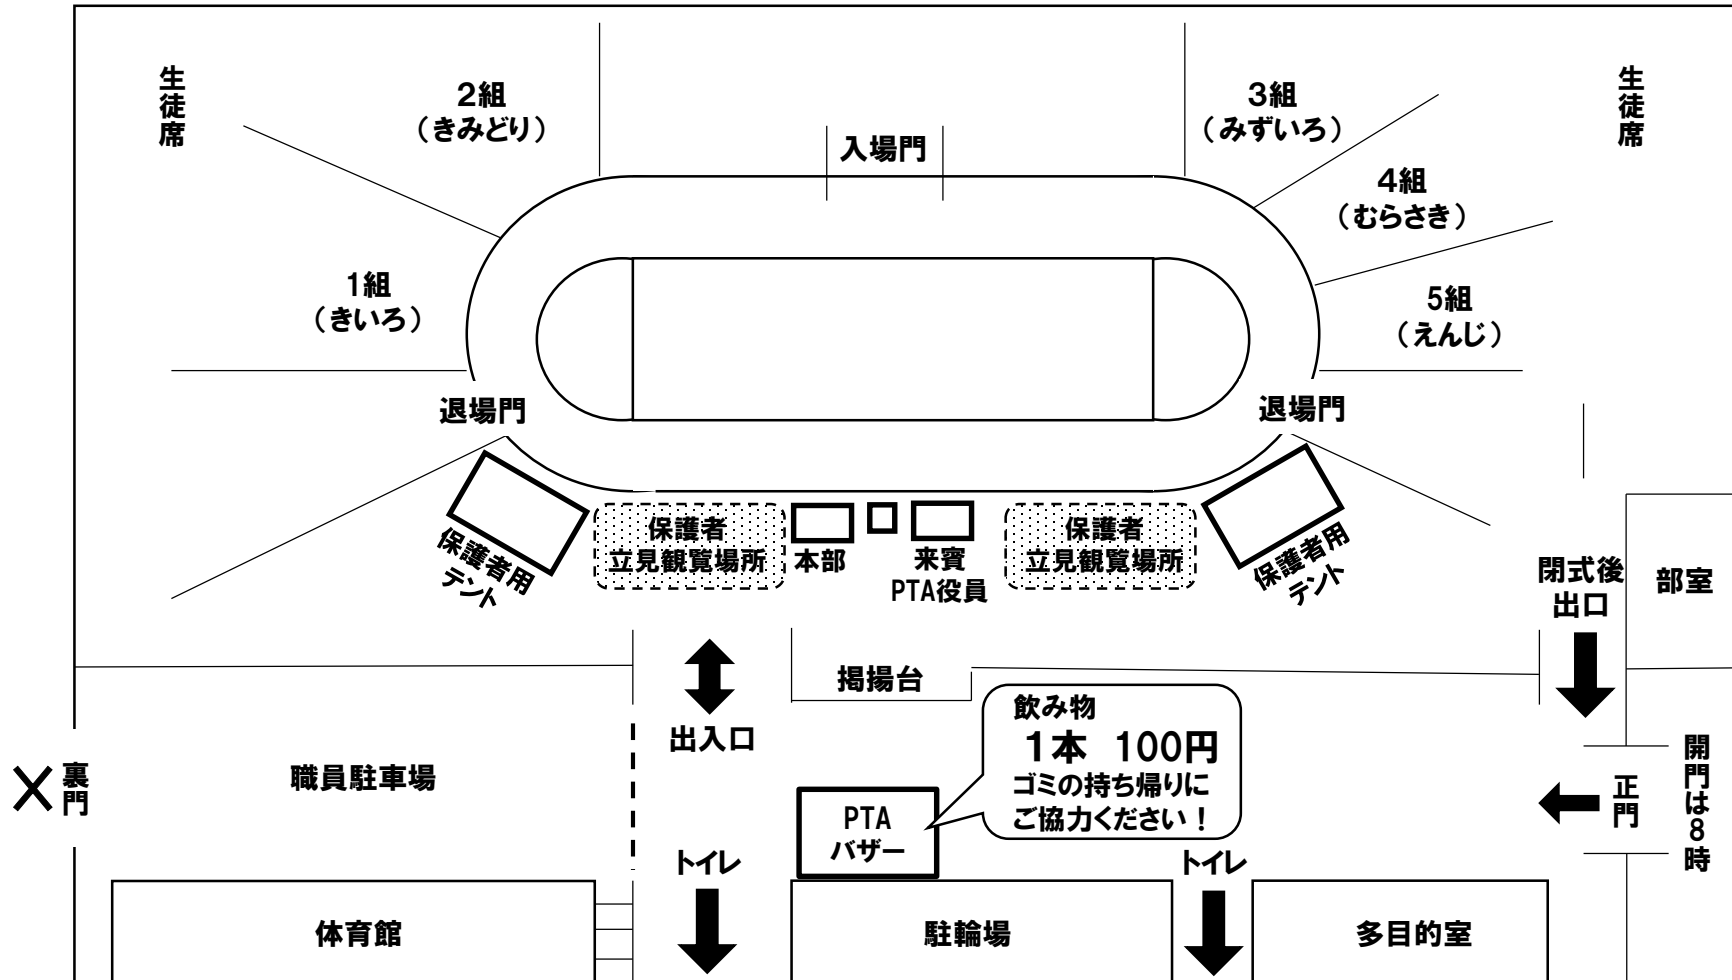 生徒席
2組
（きみどり）
入場門
3組
（みずいろ）
生徒席
4組
（むらさき）
1組
（きいろ）
5組
（えんじ）
退場門
退場門
保護者用
テント
保護者
立見観覧場所
本部
来賓
PTA役員
保護者
立見観覧場所
保護者用
テント
閉式後
出口
部室
掲揚台
出入口
飲み物
1本 100円
ゴミの持ち帰りに
ご協力ください！
裏門
職員駐車場
正門
開門は8時
PTA
バザー
トイレ
トイレ
体育館
駐輪場
多目的室